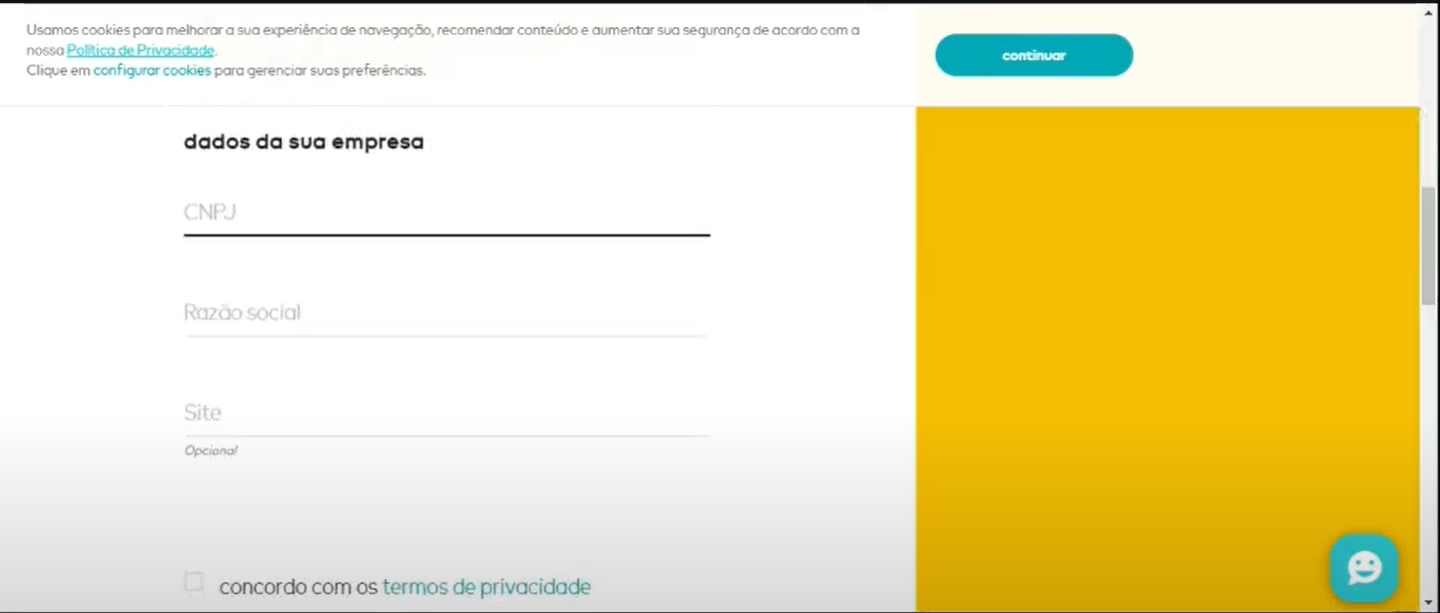 Usamos cookies para melhorar a sua experiência de navegação, recomendar conteúdo e aumentar sua segurança de acordo com a
nossa Política de Privacidade.
Clique em configurar cookies para gerenciar suas preferências.
continuar
dados da sua empresa
CNPJ
Razão social
Site
Opcional
concordo com os termos de privacidade